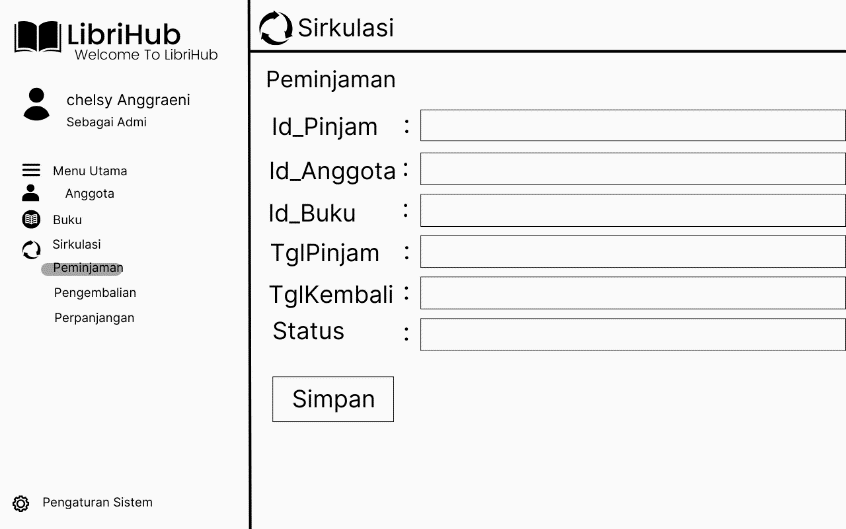 LibriHub
Welcome To LibriHub
chelsy Anggraeni
Sebagai Admi
Menu Utama
Anggota
Buku
Sirkulasi
Peminjaman
Pengembalian
Perpanjangan
Pengaturan Sistem
Sirkulasi
Peminjaman
Id_Pinjam :
Id_Anggota :
Id_Buku :
TglPinjam :
TglKembali :
Status :
Simpan